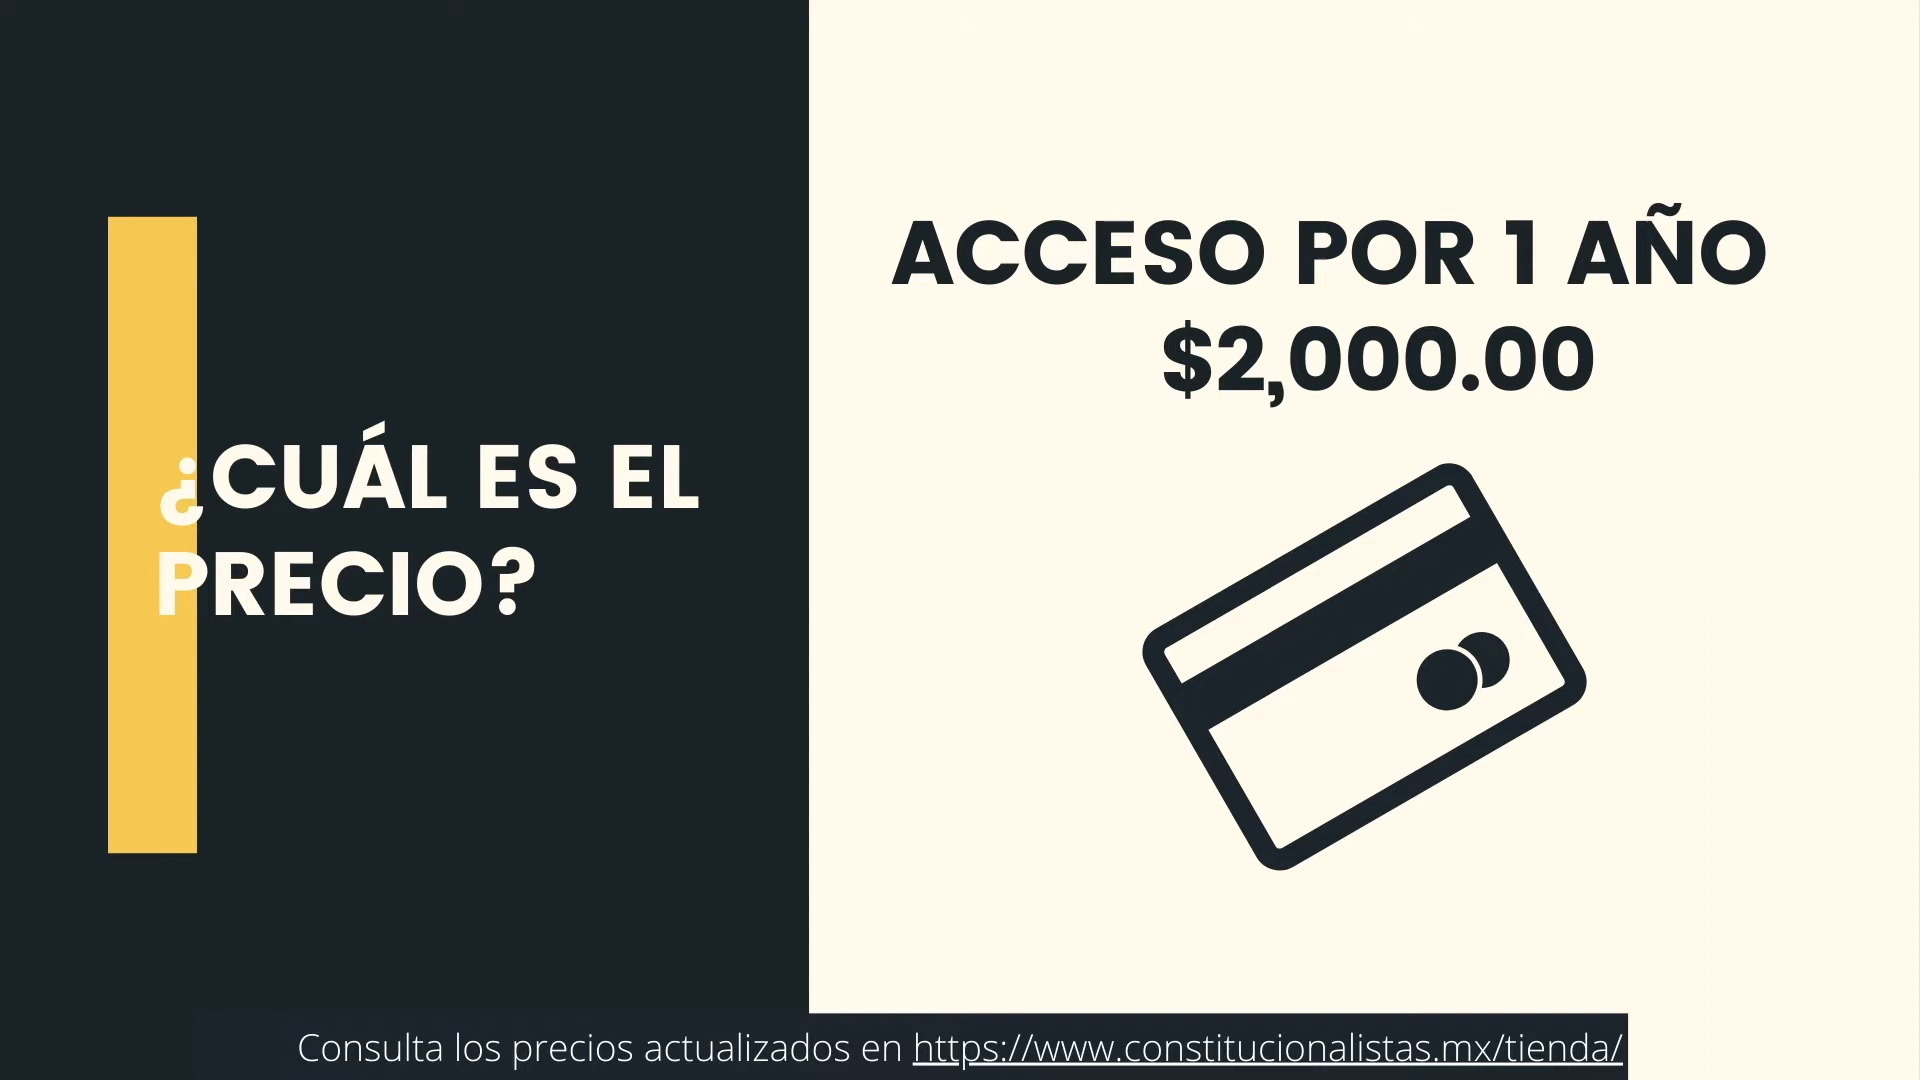 ¿CUÁL ES EL
PRECIO?
ACCESO POR 1 AÑO
$2,000.00
Consulta los precios actualizados en https://www.constitucionalistas.mx/tienda/